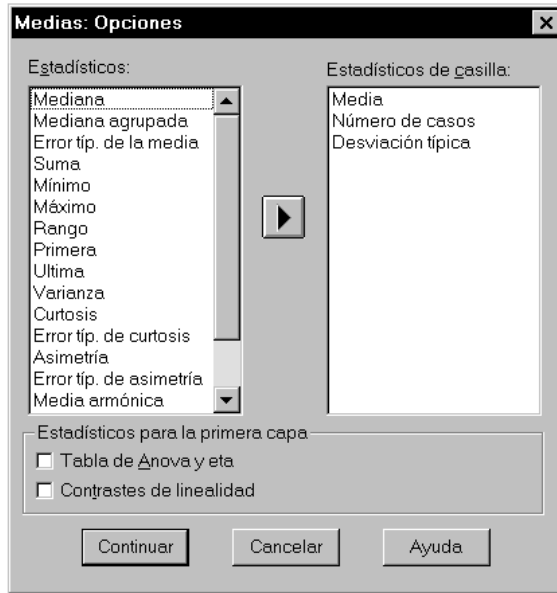 Medias: Opciones
Estadísticos:
Mediana
Mediana agrupada
Error típ. de la media
Suma
Mínimo
Máximo
Rango
Primera
Ultima
Varianza
Curtosis
Error típ. de curtosis
Asimetría
Error típ. de asimetría
Media armónica
Estadísticos de casilla:
Media
Número de casos
Desviación típica
Estadísticos para la primera capa
Tabla de Anova y eta
Contrastes de linealidad
Continuar
Cancelar
Ayuda